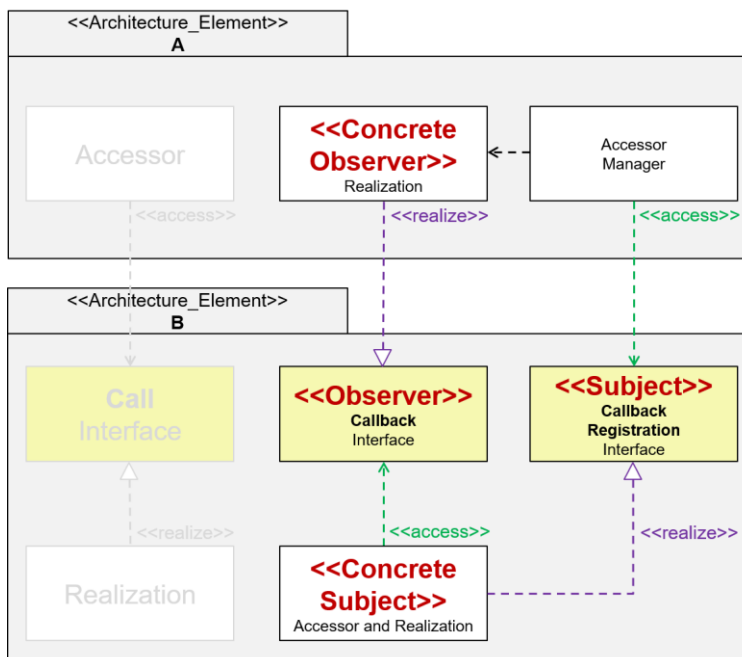 <<Architecture_Element>>
A
Accessor
<<Concrete
Observer>>
Realization
Accessor
Manager
<<access>>
<<realize>>
<<access>>
<<Architecture_Element>>
B
Call
Interface
<<Observer>>
Callback
Interface
<<Subject>>
Callback
Registration
Interface
<<realize>>
<<access>>
<<realize>>
Realization
<<Concrete
Subject>>
Accessor and Realization